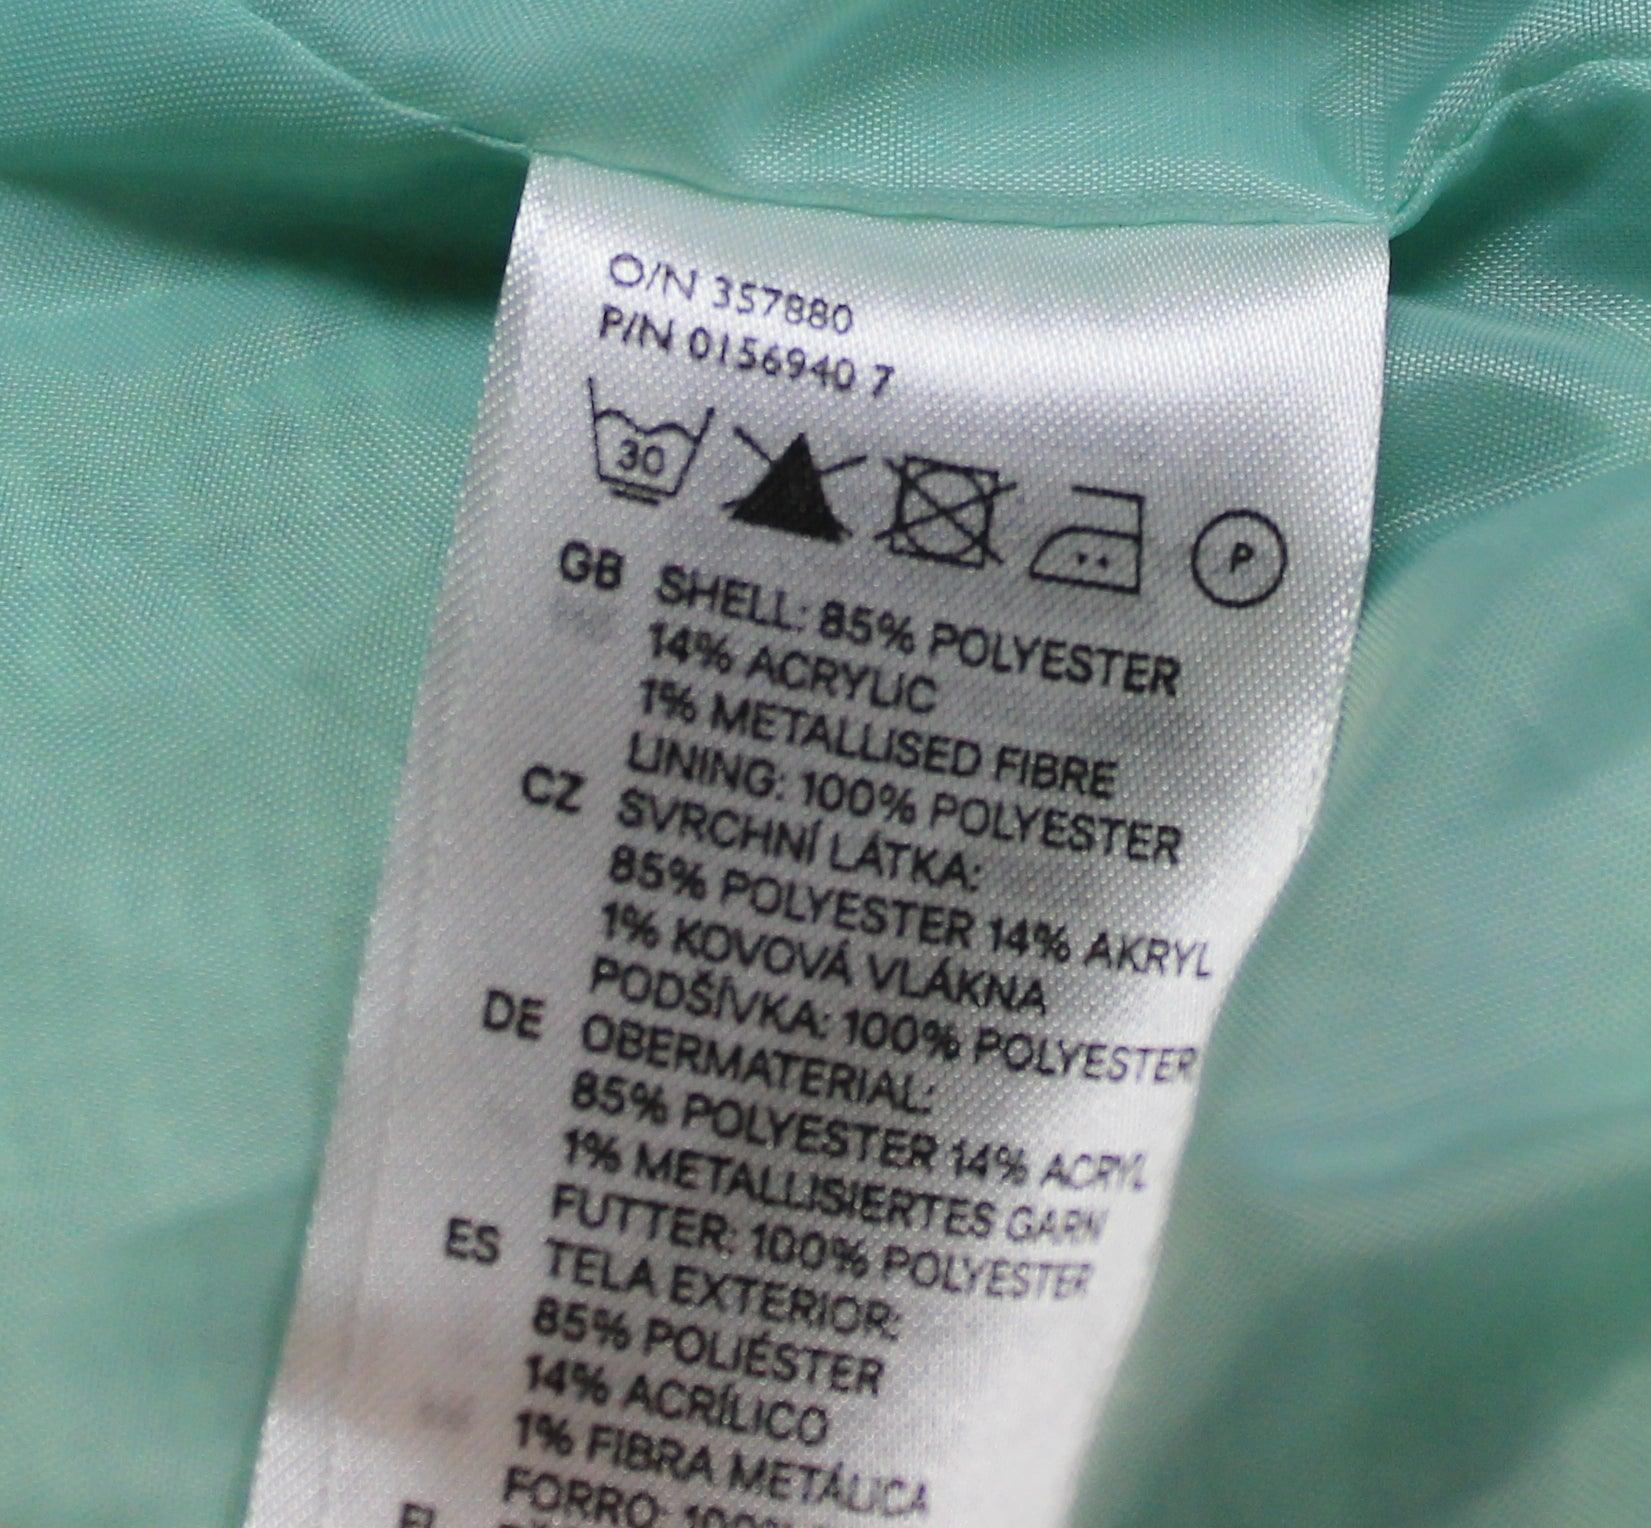 O/N 357880
P/N 0156940 7
30
P
GB SHELL: 85% POLYESTER
14% ACRYLIC
1% METALLISED FIBRE
LINING: 100% POLYESTER
CZ SVRCHNÍ LÁTKA:
85% POLYESTER 14% AKRYL
1% KOVOVÁ VLÁKNA
PODŠÍVKA: 100% POLYESTER
DE OBERMATERIAL:
85% POLYESTER 14% ACRYL
1% METALLISIERTES GARN
FUTTER: 100% POLYESTER
ES TELA EXTERIOR:
85% POLIÉSTER
14% ACRÍLICO
1% FIBRA METÁLICA
FORRO: 100%